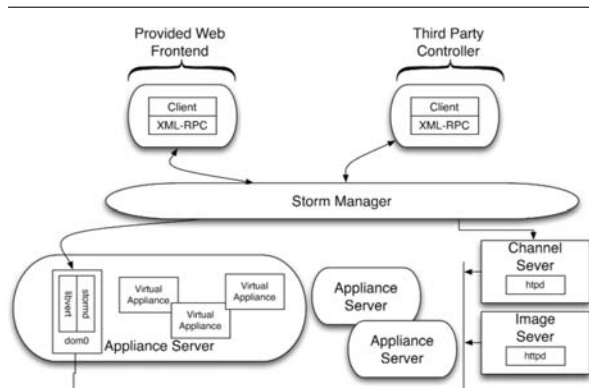 Provided Web
Frontend
Third Party
Controller
Client
XML-RPC
Client
XML-RPC
Storm Manager
libvert
stormd
dom0
Virtual
Appliance
Virtual
Appliance
Virtual
Appliance
Appliance Server
Appliance
Server
Appliance
Server
Channel
Sever
htpd
Image
Sever
httpd